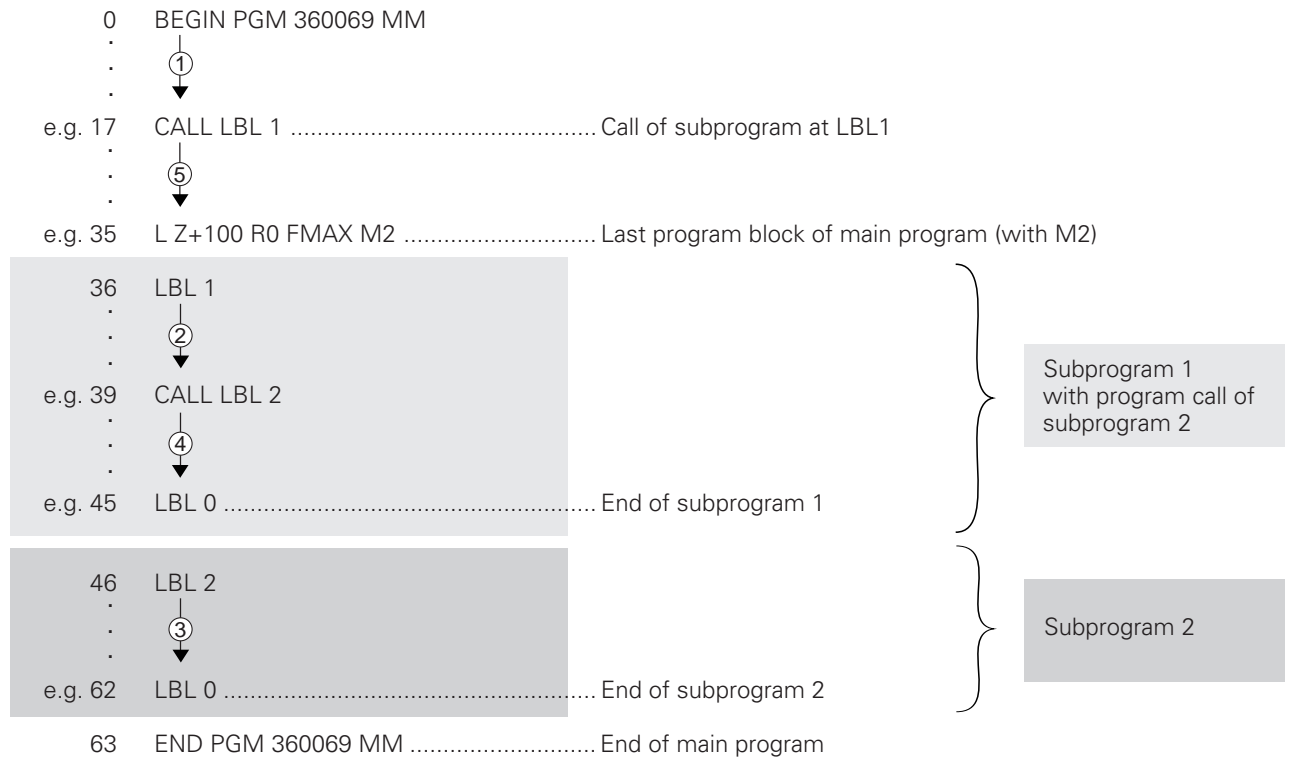 0 BEGIN PGM 360069 MM
.
.
.
1
e.g. 17 CALL LBL 1 .............................................. Call of subprogram at LBL1
.
.
.
5
e.g. 35 L Z+100 R0 FMAX M2 ............................. Last program block of main program (with M2)
36 LBL 1
.
.
.
2
e.g. 39 CALL LBL 2
.
.
.
4
e.g. 45 LBL 0 ........................................................ End of subprogram 1
Subprogram 1
with program call of
subprogram 2
46 LBL 2
.
.
.
3
e.g. 62 LBL 0 ........................................................ End of subprogram 2
Subprogram 2
63 END PGM 360069 MM ............................ End of main program